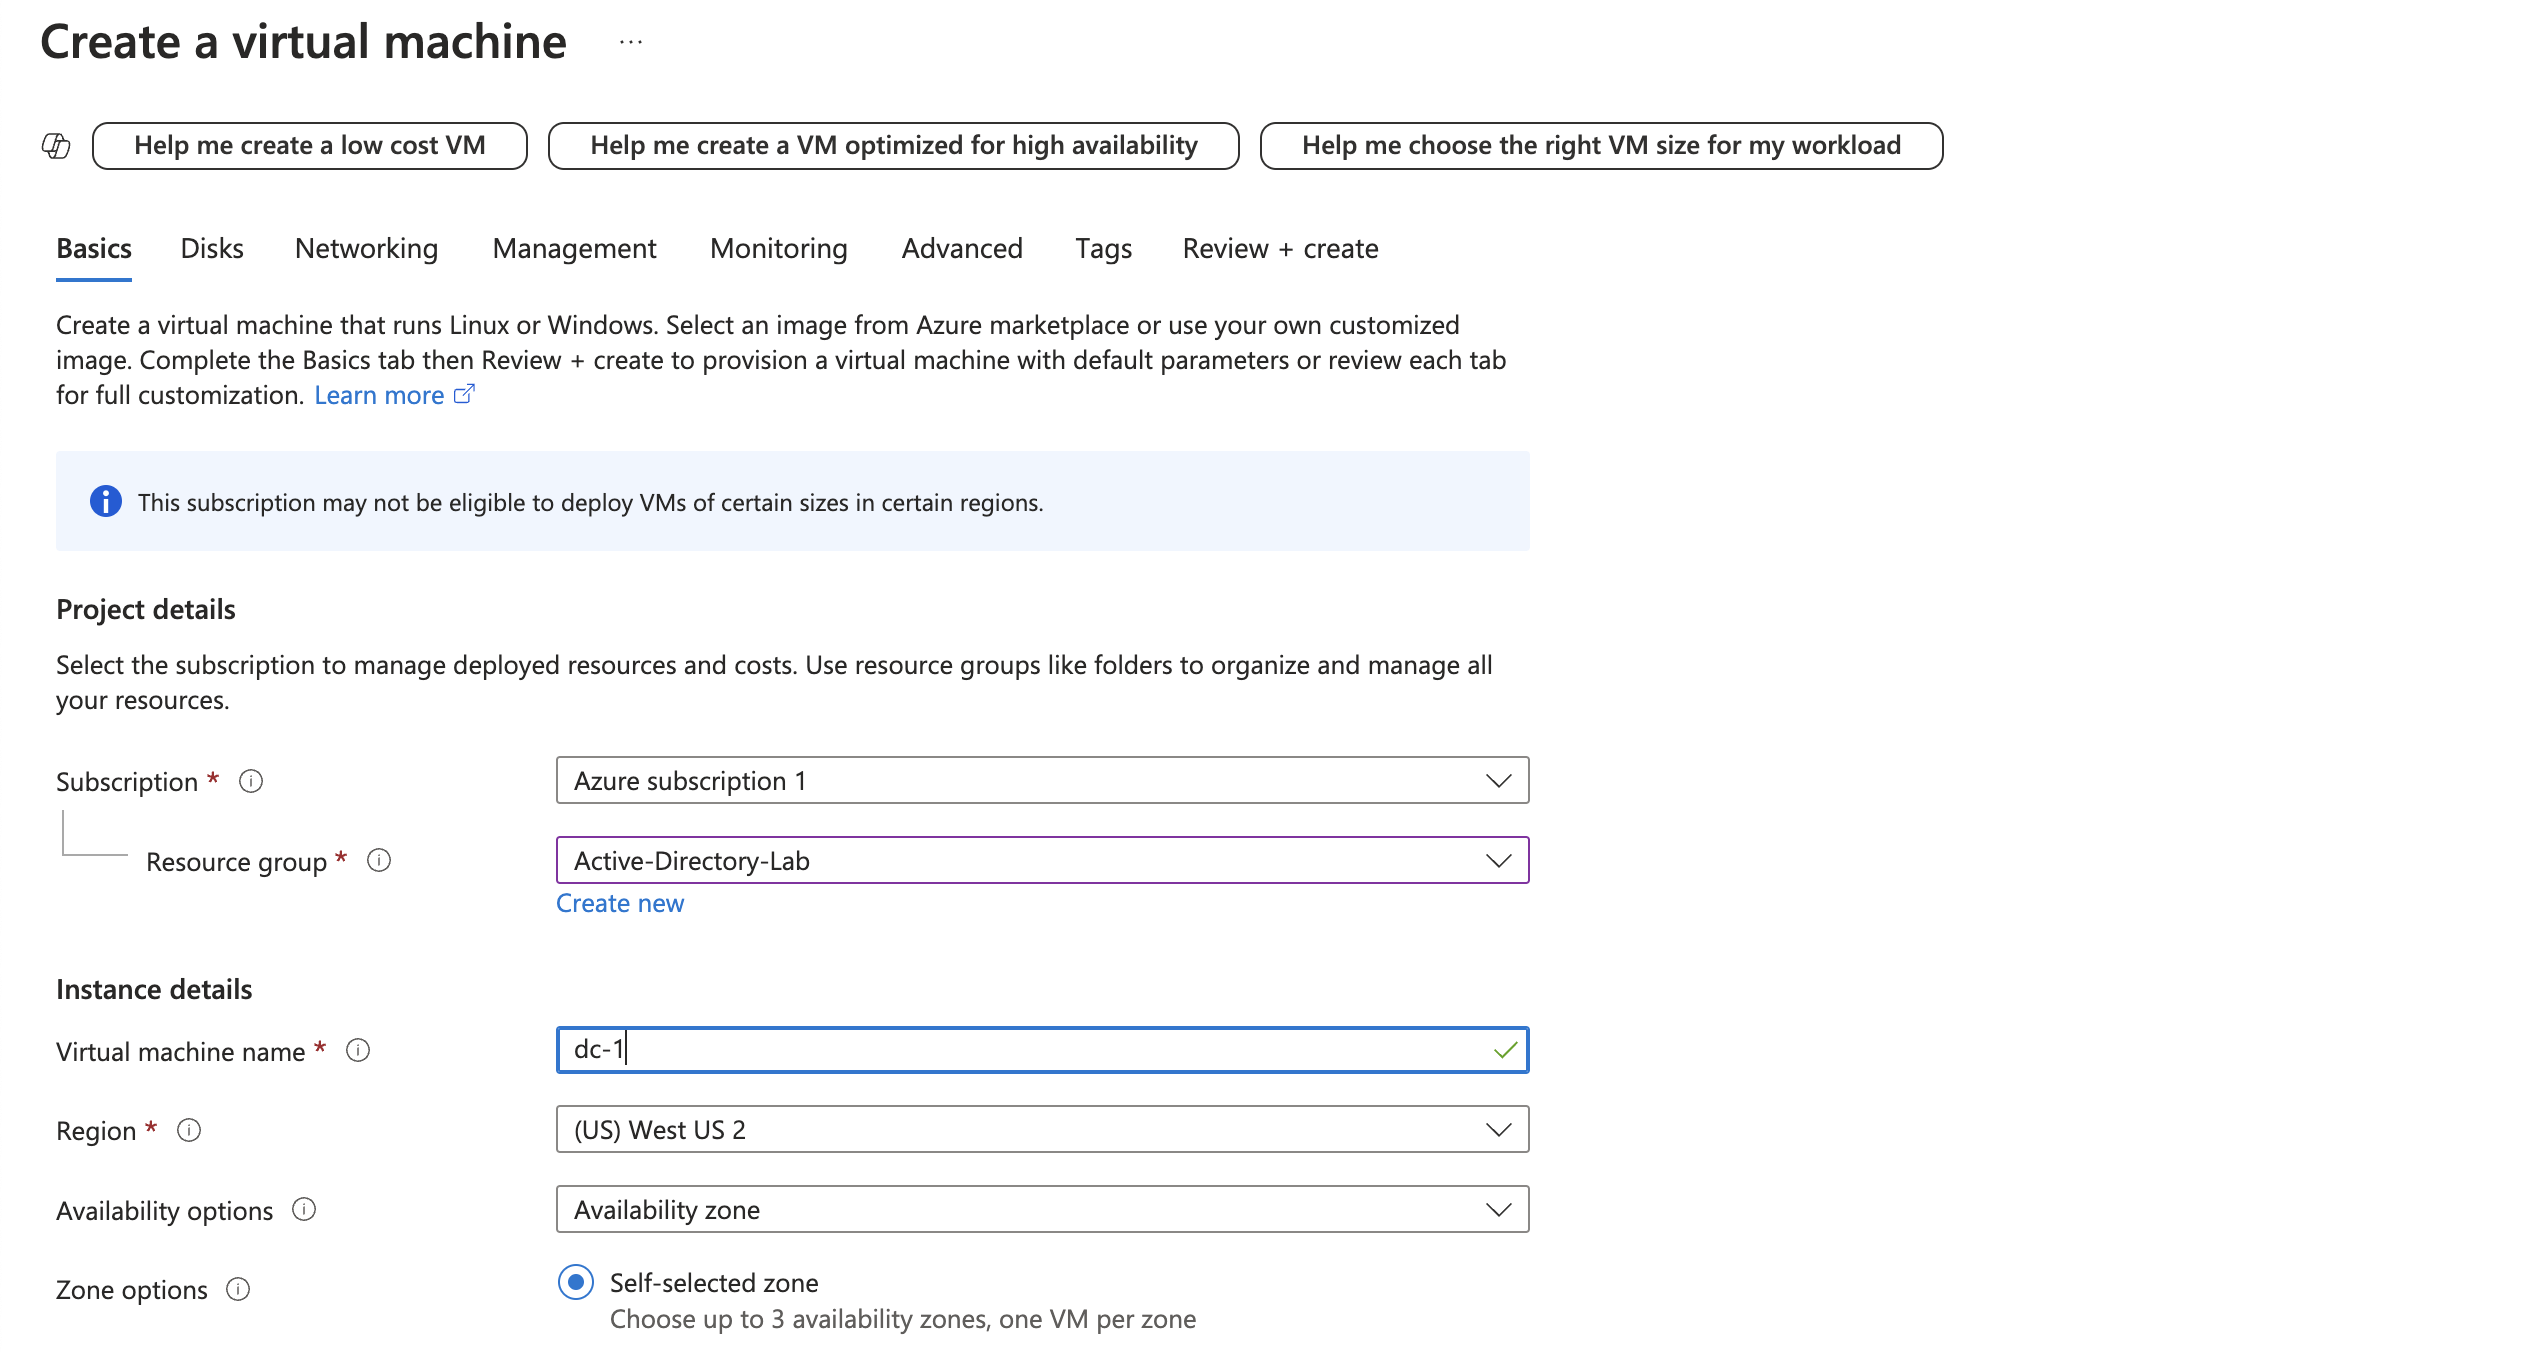 Create a virtual machine ...
Help me create a low cost VM
Help me create a VM optimized for high availability
Help me choose the right VM size for my workload
Basics Disks Networking Management Monitoring Advanced Tags Review + create
Create a virtual machine that runs Linux or Windows. Select an image from Azure marketplace or use your own customized
image. Complete the Basics tab then Review + create to provision a virtual machine with default parameters or review each tab
for full customization. Learn more
This subscription may not be eligible to deploy VMs of certain sizes in certain regions.
Project details
Select the subscription to manage deployed resources and costs. Use resource groups like folders to organize and manage all
your resources.
Subscription *
Azure subscription 1
Resource group *
Active-Directory-Lab
Create new
Instance details
Virtual machine name *
dc-1
Region *
(US) West US 2
Availability options
Availability zone
Zone options
Self-selected zone
Choose up to 3 availability zones, one VM per zone